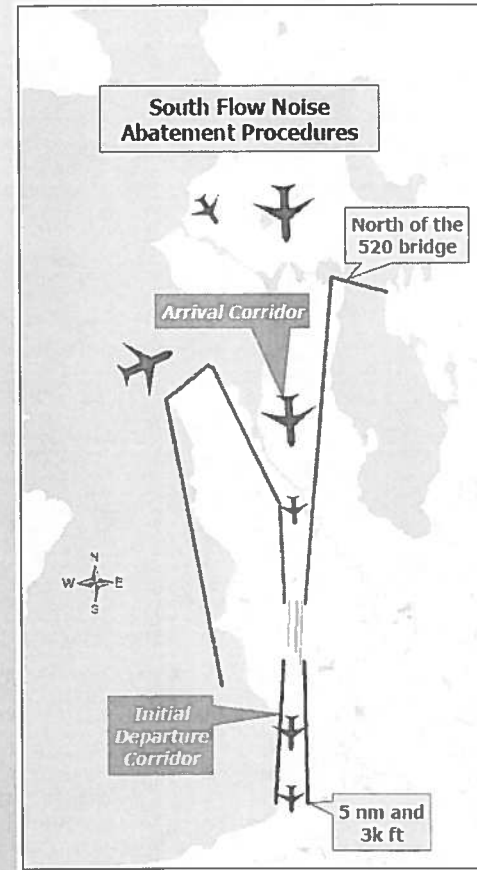 South Flow Noise
Abatement Procedures
North of the
520 bridge
Arrival Corridor
N
W
E
S
Initial
Departure
Corridor
5 nm and
3k ft